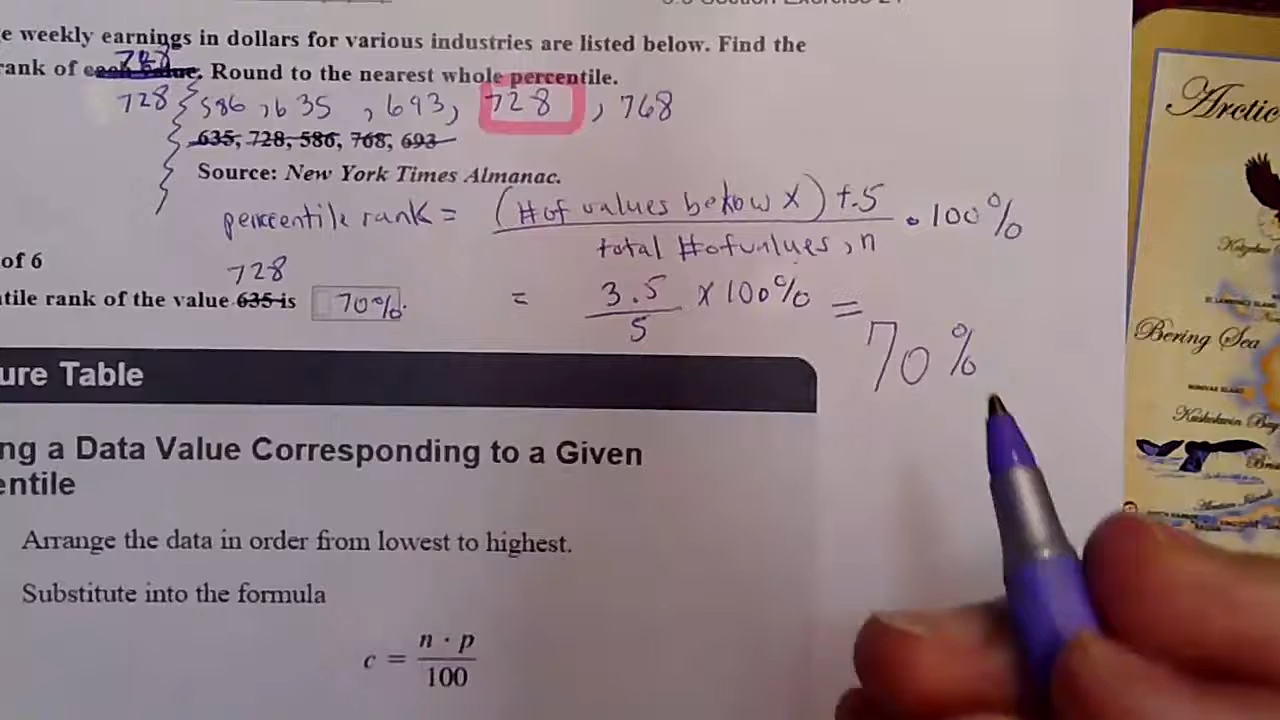 e weekly earnings in dollars for various industries are listed below. Find the
728
rank of each value. Round to the nearest whole percentile.
728 586, 635, 693, 728, 768
635, 728, 586, 768, 693
Source: New York Times Almanac.
percentile rank = (# of values below x) + .5 · 100%
total # of values, n
of 6
728
tile rank of the value 635 is 70%.
= 3.5 × 100% =
5
70%
ure Table
ng a Data Value Corresponding to a Given
entile
Arrange the data in order from lowest to highest.
Substitute into the formula
c = n · p
100
Arctic
Bering Sea